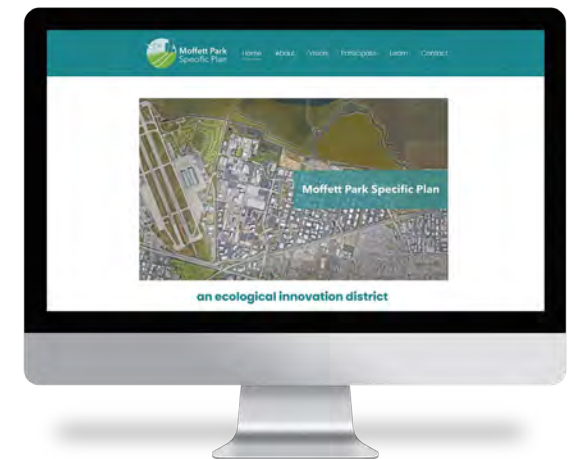 Moffett Park
Specific Plan
Home About Vision Participate Learn Contact
Moffett Park Specific Plan
an ecological innovation district